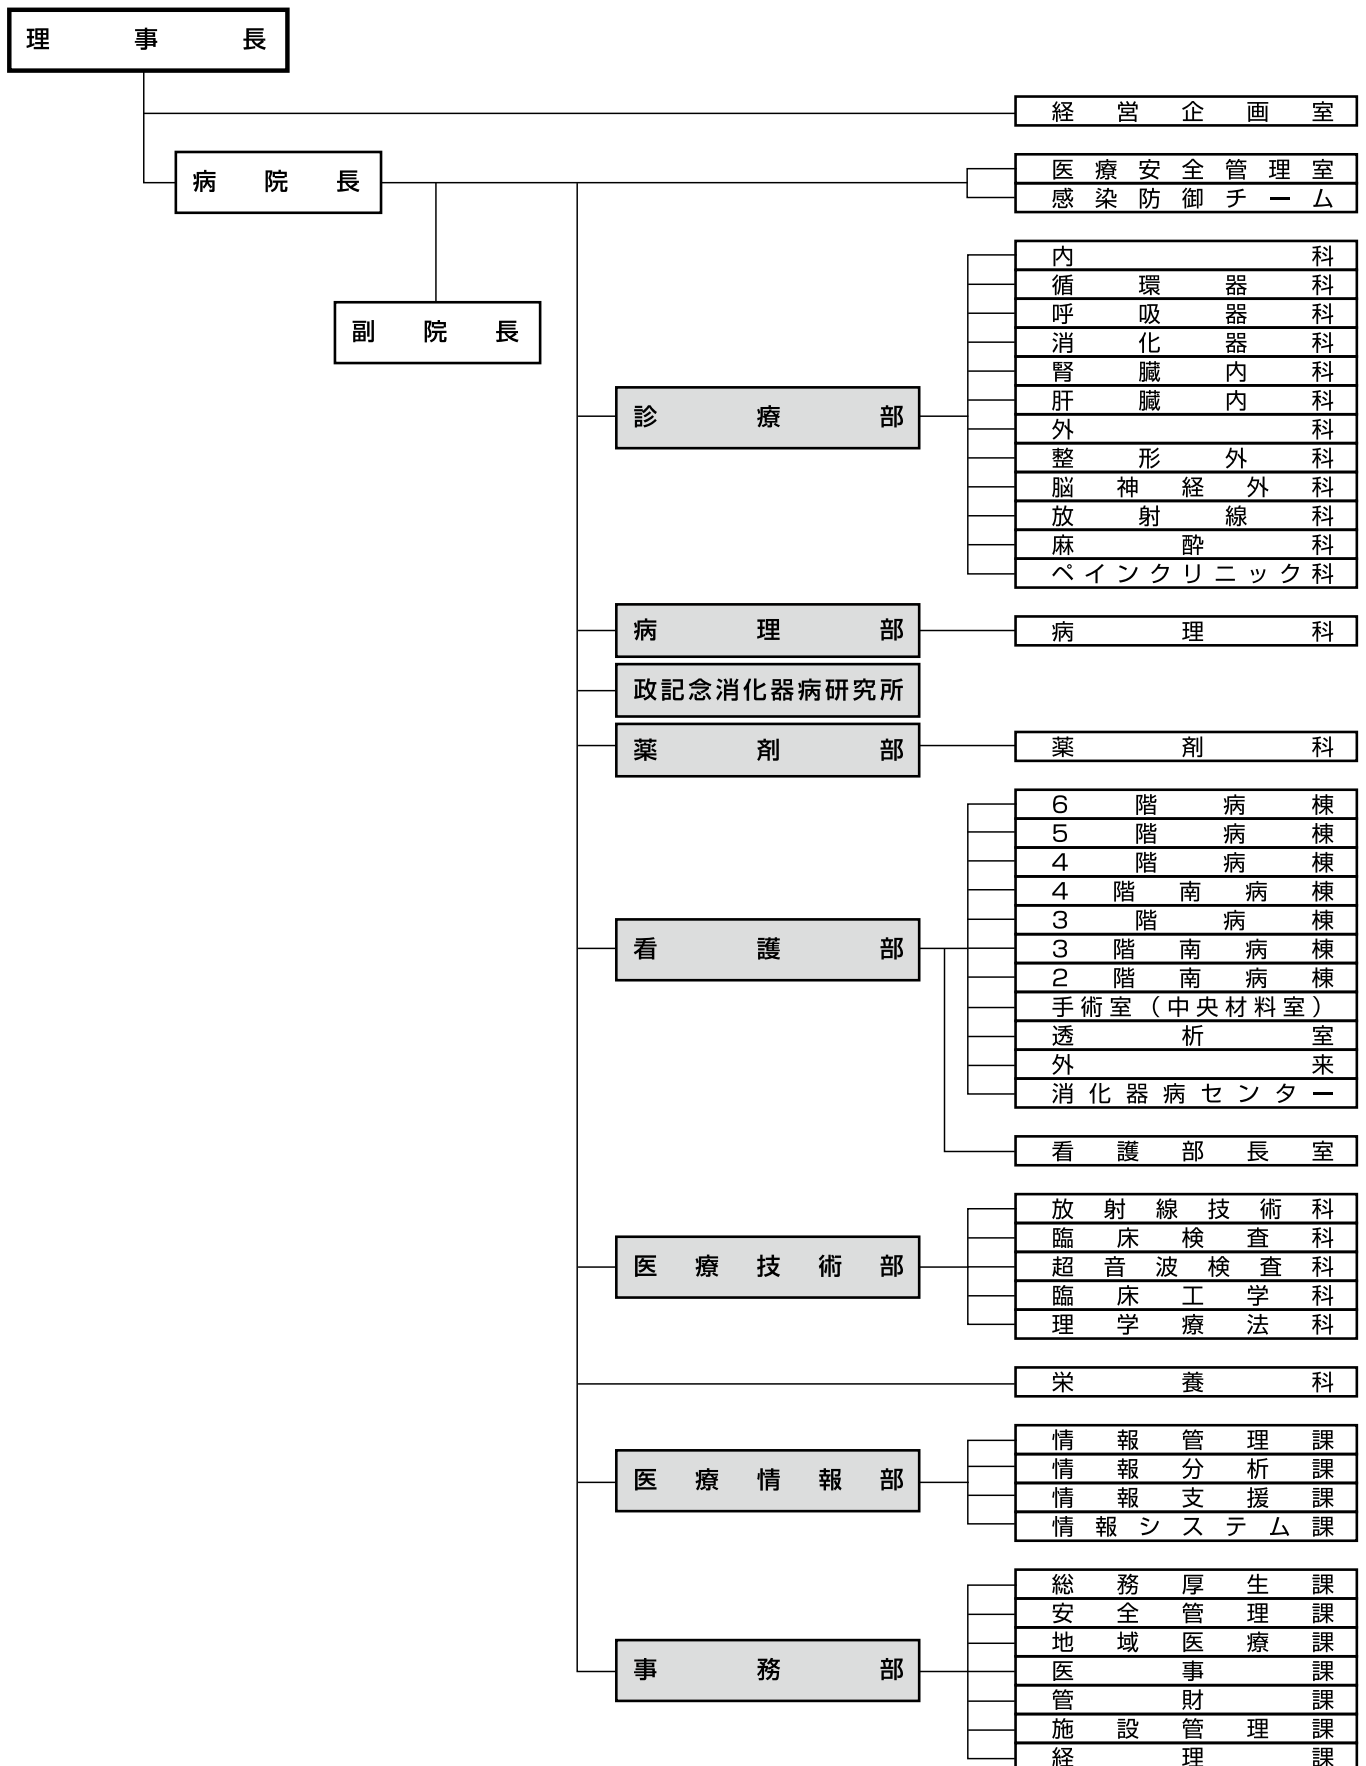 理事長
経営企画室
病院長
医療安全管理室
感染防御チーム
副院長
診療部
内科
循環器科
呼吸器科
消化器科
腎臓内科
肝臓内科
外科
整形外科
脳神経外科
放射線科
麻酔科
ペインクリニック科
病理部
病理科
政記念消化器病研究所
薬剤部
薬剤科
看護部
6階病棟
5階病棟
4階病棟
4階南病棟
3階病棟
3階南病棟
2階南病棟
手術室（中央材料室）
透析室
外来
消化器病センター
看護部長室
医療技術部
放射線技術科
臨床検査科
超音波検査科
臨床工学科
理学療法科
栄養科
医療情報部
情報管理課
情報分析課
情報支援課
情報システム課
事務部
総務厚生課
安全管理課
地域医療課
医事課
管財課
施設管理課
経理課